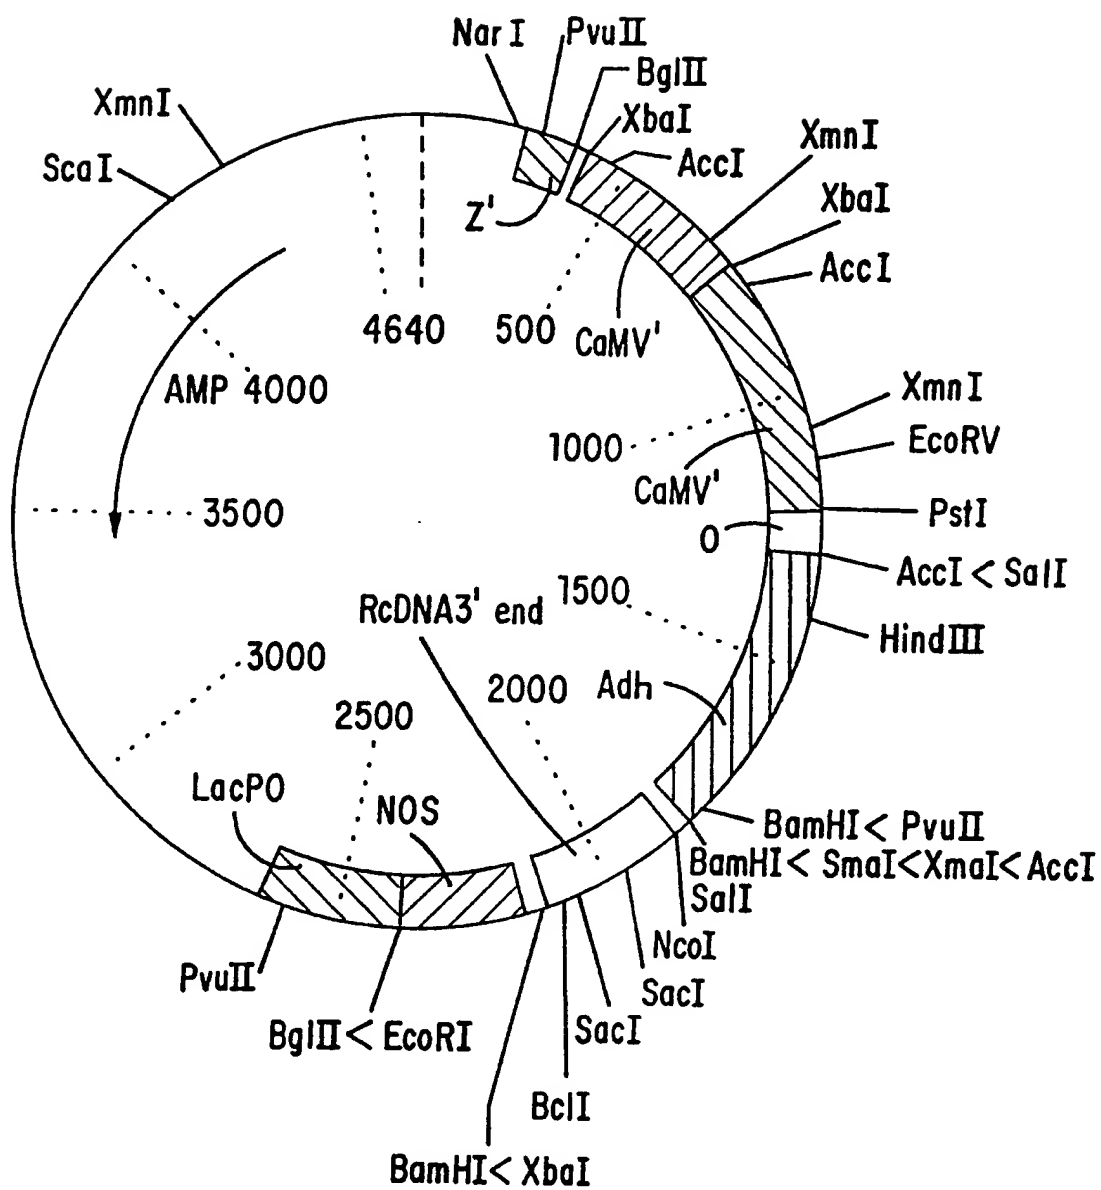 NarI
PvuII
BglII
XbaI
AccI
XmnI
XbaI
AccI
XmnI
ScaI
Z'
4640
500
CaMV'
AMP 4000
XmnI
EcoRV
1000
CaMV'
PstI
3500
O
AccI < SalI
RcDNA3' end
1500
HindIII
3000
2000
Adh
2500
LacPO
NOS
BamHI < PvuII
BamHI < SmaI < XmaI < AccI
SalI
NcoI
SacI
SacI
PvuII
BglII < EcoRI
BclI
BamHI < XbaI